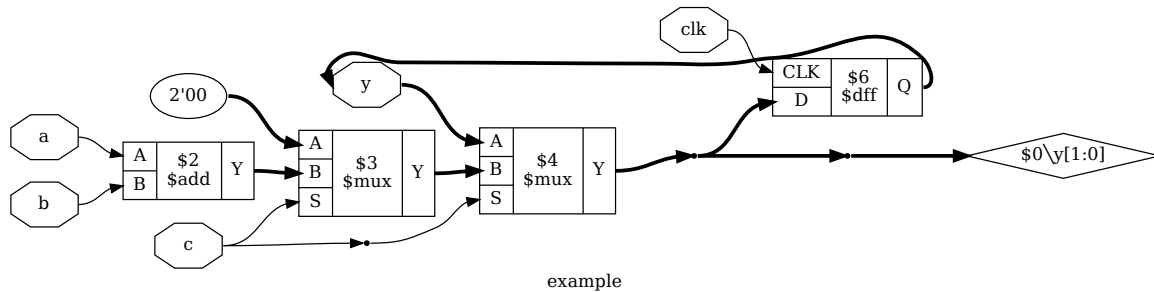 clk
CLK
D
$6
$dff
Q
y
2'00
a
b
A
B
$2
$add
Y
A
B
S
$3
$mux
Y
A
B
S
$4
$mux
Y
$0\y[1:0]
c
example